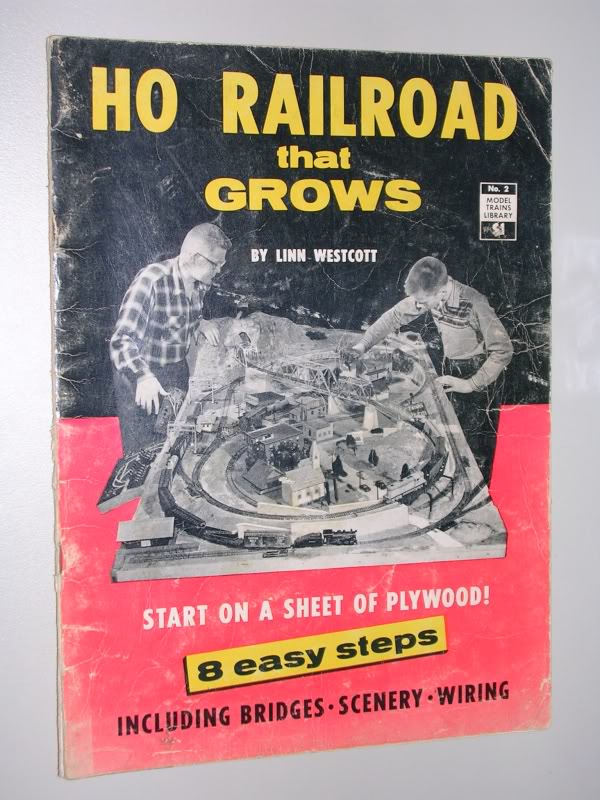 HO RAILROAD
that
GROWS
No. 2
MODEL
TRAINS
LIBRARY
BY LINN WESTCOTT
START ON A SHEET OF PLYWOOD!
8 easy steps
INCLUDING BRIDGES · SCENERY · WIRING